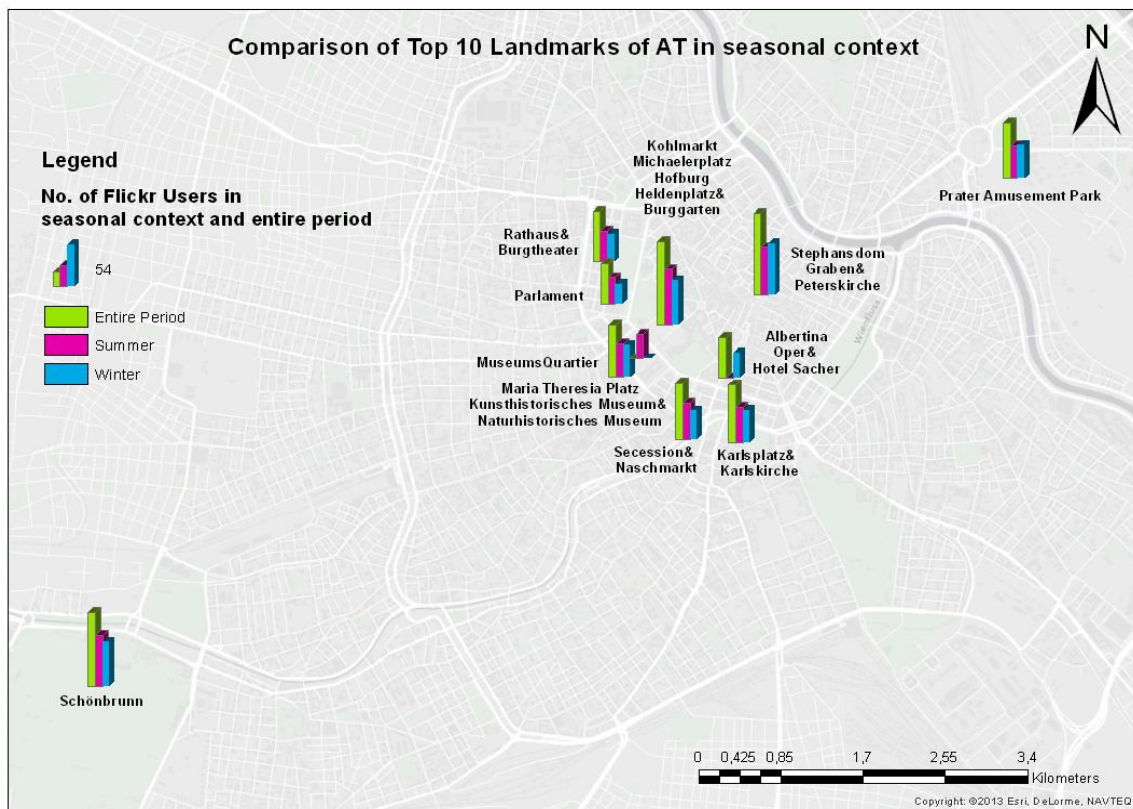 Comparison of Top 10 Landmarks of AT in seasonal context
N
Legend
No. of Flickr Users in
seasonal context and entire period
54
Entire Period
Summer
Winter
Kohlmarkt
Michaelerplatz
Hofburg
Heldenplatz&
Burggarten
Prater Amusement Park
Rathaus&
Burgtheater
Stephansdom
Graben&
Peterskirche
Parlament
Albertina
Oper&
Hotel Sacher
MuseumsQuartier
Maria Theresia Platz
Kunsthistorisches Museum&
Naturhistorisches Museum
Secession&
Naschmarkt
Karlsplatz&
Karlskirche
Wienfluss
Schönbrunn
0 0,425 0,85 1,7 2,55 3,4
Kilometers
Copyright: ©2013 Esri, DeLorme, NAVTEQ